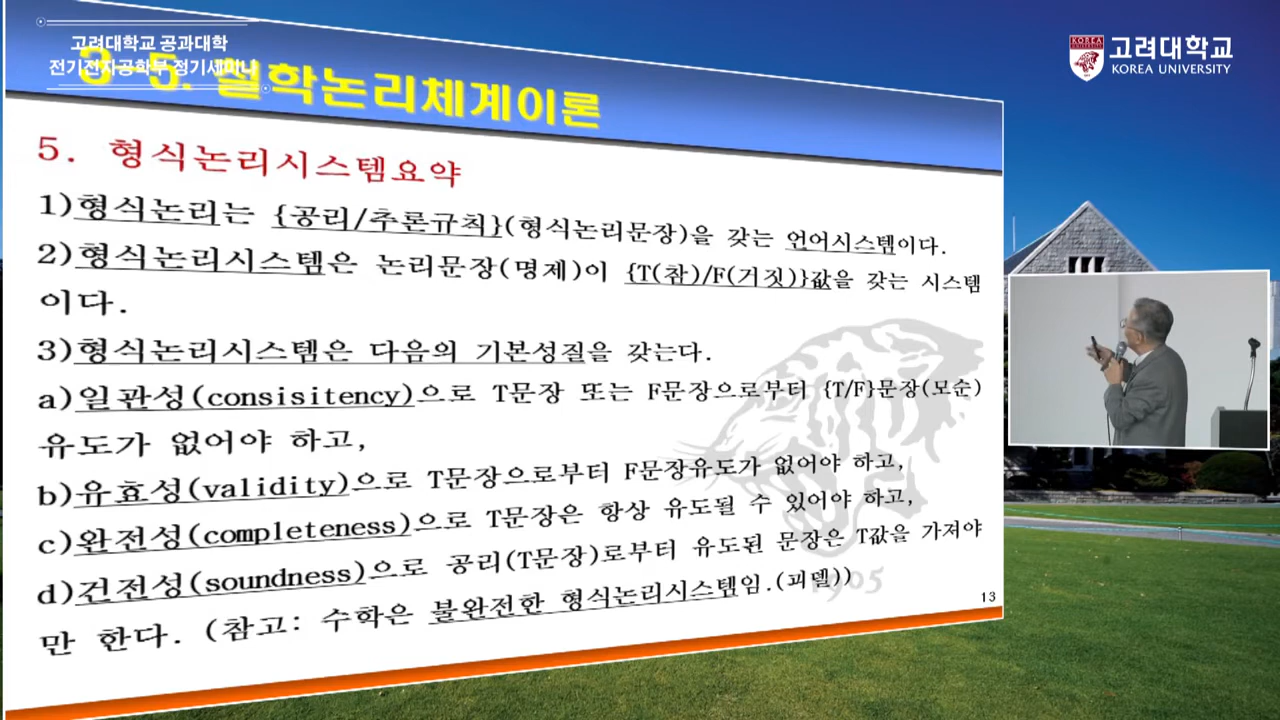 고려대학교 공과대학
전기전자공학부 정기세미나
3-5. 철학논리체계이론
KOREA
고려대학교
KOREA UNIVERSITY
5. 형식논리시스템요약
1)형식논리는 {공리/추론규칙}(형식논리문장)을 갖는 언어시스템이다.
2)형식논리시스템은 논리문장(명제)이 {T(참)/F(거짓)}값을 갖는 시스템
이다.
3)형식논리시스템은 다음의 기본성질을 갖는다.
a)일관성(consisitency)으로 T문장 또는 F문장으로부터 {T/F}문장(모순)
유도가 없어야 하고,
b)유효성(validity)으로 T문장으로부터 F문장유도가 없어야 하고,
c)완전성(completeness)으로 T문장은 항상 유도될 수 있어야 하고,
d)건전성(soundness)으로 공리(T문장)로부터 유도된 문장은 T값을 가져야
만 한다. (참고: 수학은 불완전한 형식논리시스템임.(괴델))
1905
13